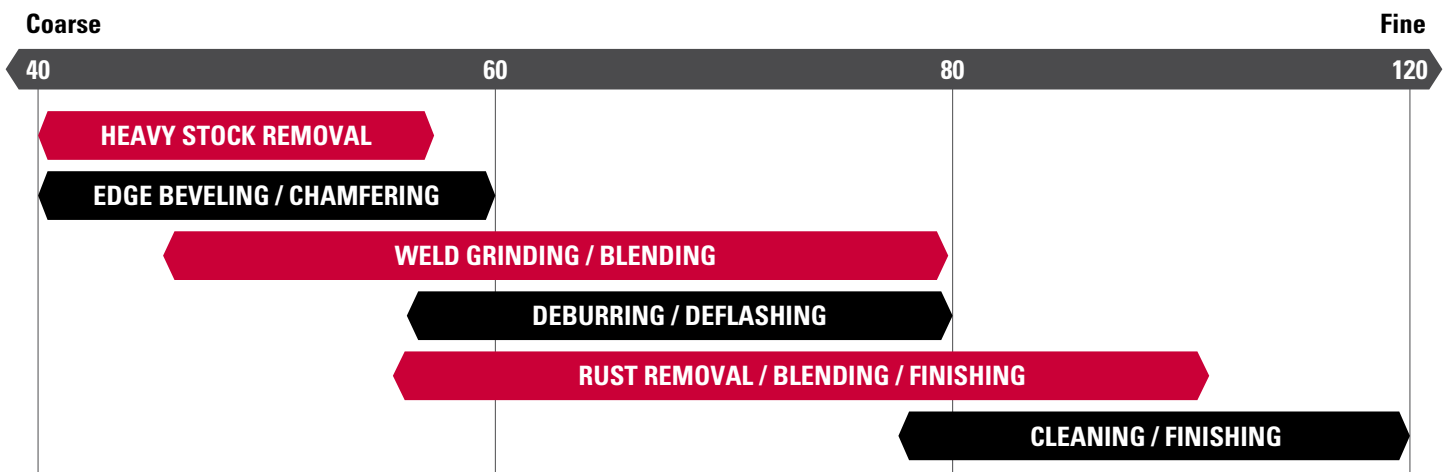 Coarse Fine
40 60 80 120
HEAVY STOCK REMOVAL
EDGE BEVELING / CHAMFERING
WELD GRINDING / BLENDING
DEBURRING / DEFLASHING
RUST REMOVAL / BLENDING / FINISHING
CLEANING / FINISHING